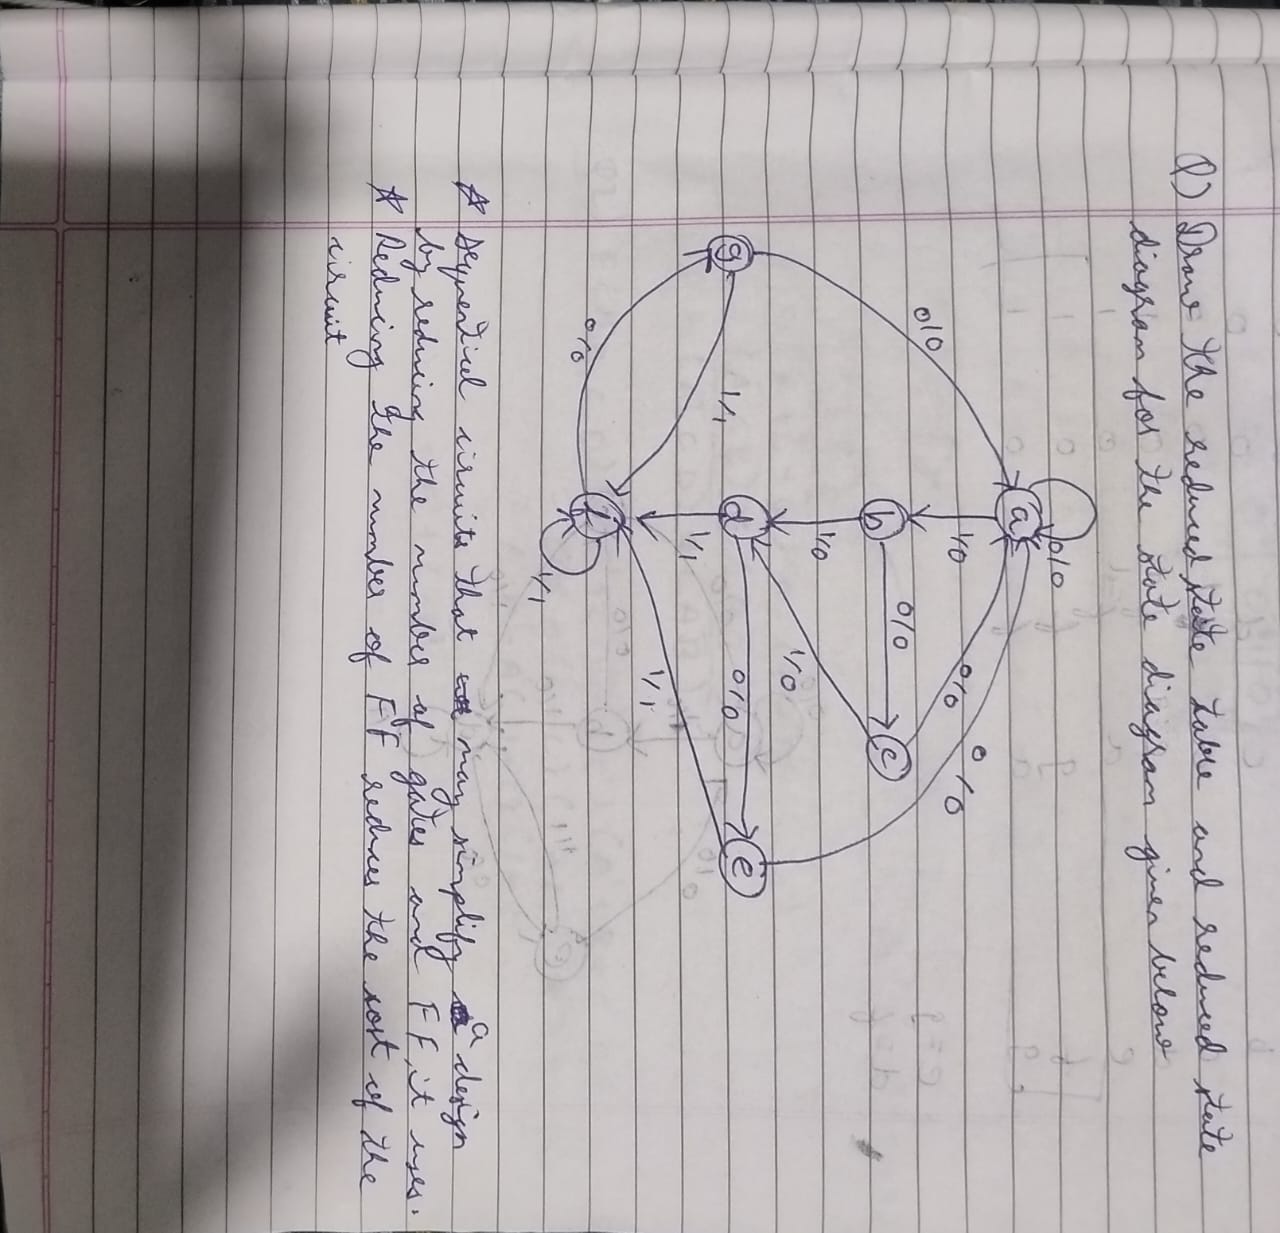 Q) Draw the reduced state table and reduced state
diagram for the state diagram given below
0/0
a
0/0
1/0
0/0
0/0
b
0/0
c
1/0
1/0
g
1/1
d
0/0
e
1/1
1/1
f
0/0
1/1
☆ Sequential circuits that may simplify a design
by reducing the number of gates and FF, it uses.
☆ Reducing the number of FF reduces the cost of the
circuit